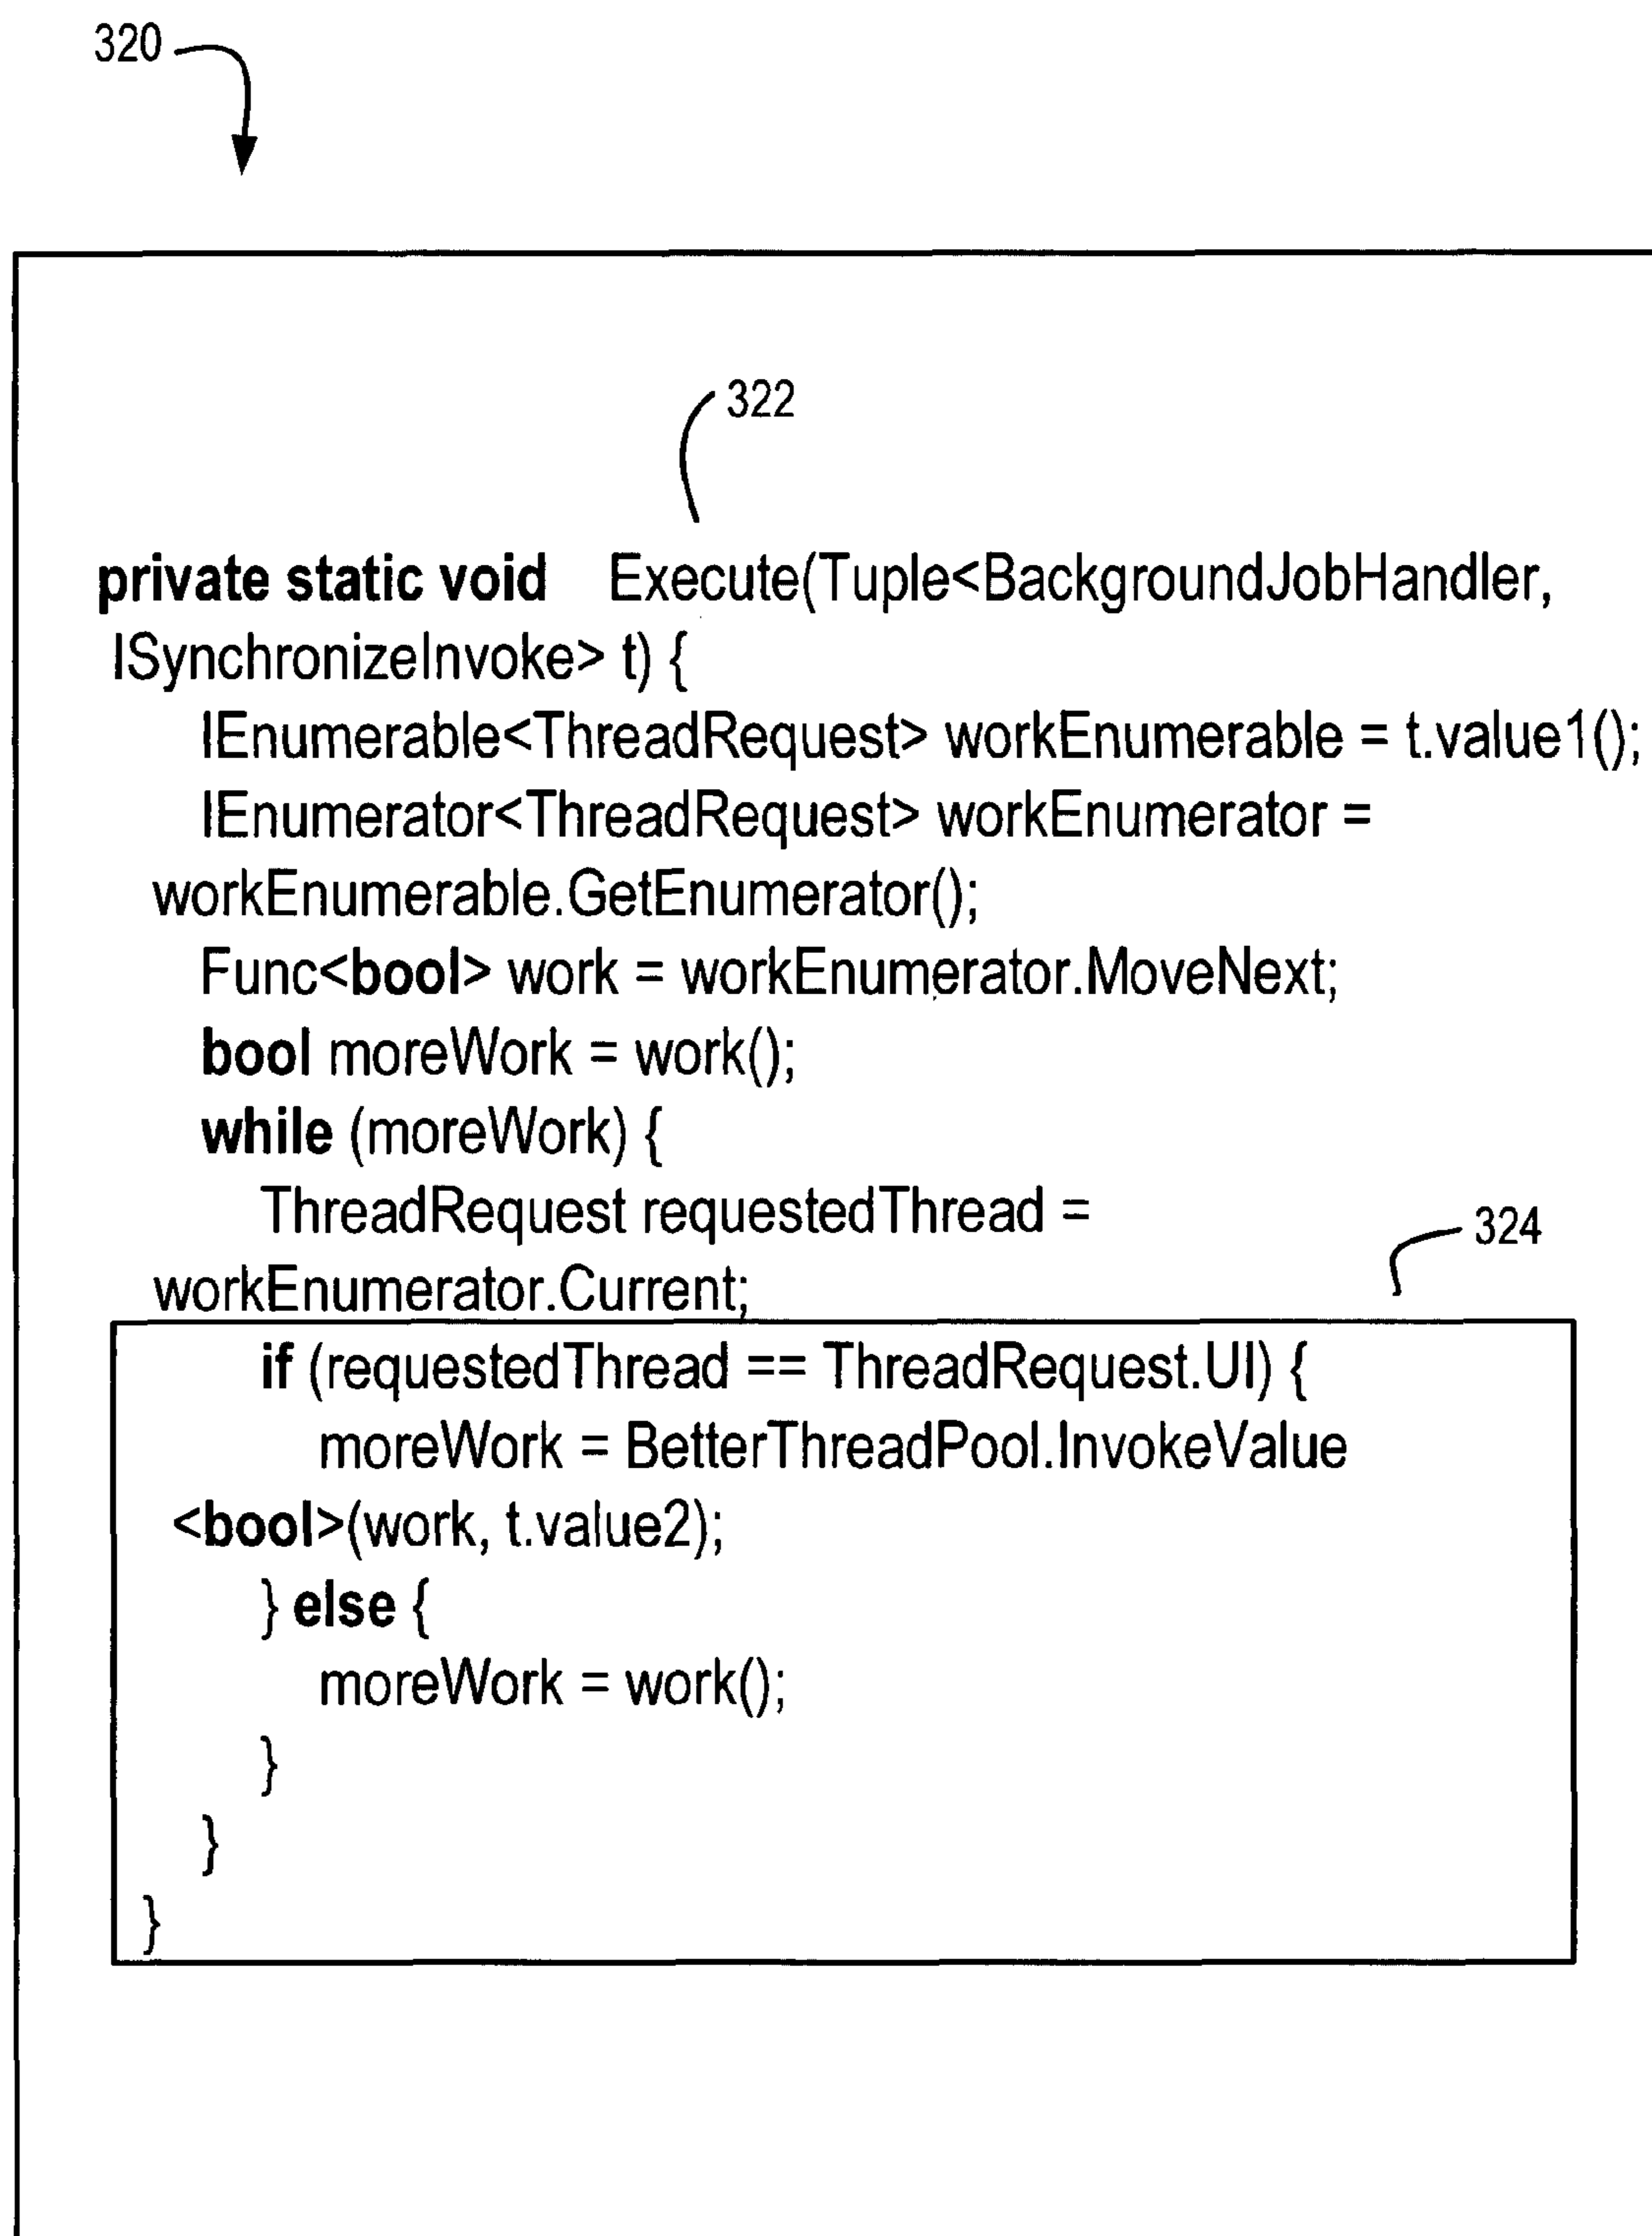 320
322
private static void Execute(Tuple<BackgroundJobHandler,
ISynchronizeInvoke> t) {
IEnumerable<ThreadRequest> workEnumerable = t.value1();
IEnumerator<ThreadRequest> workEnumerator =
workEnumerable.GetEnumerator();
Func<bool> work = workEnumerator.MoveNext;
bool moreWork = work();
while (moreWork) {
ThreadRequest requestedThread =
324
workEnumerator.Current;
if (requestedThread == ThreadRequest.UI) {
moreWork = BetterThreadPool.InvokeValue
<bool>(work, t.value2);
} else {
moreWork = work();
}
}
}